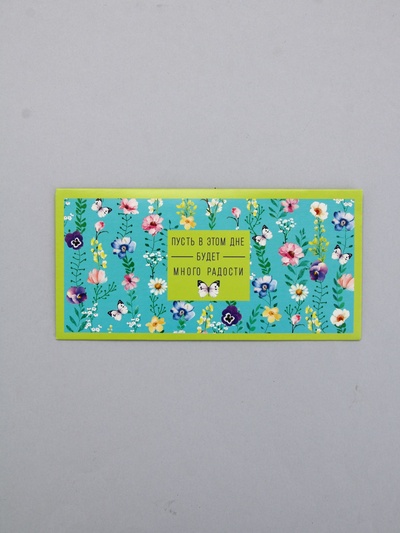 ПУСТЬ В ЭТОМ ДНЕ
БУДЕТ
МНОГО РАДОСТИ